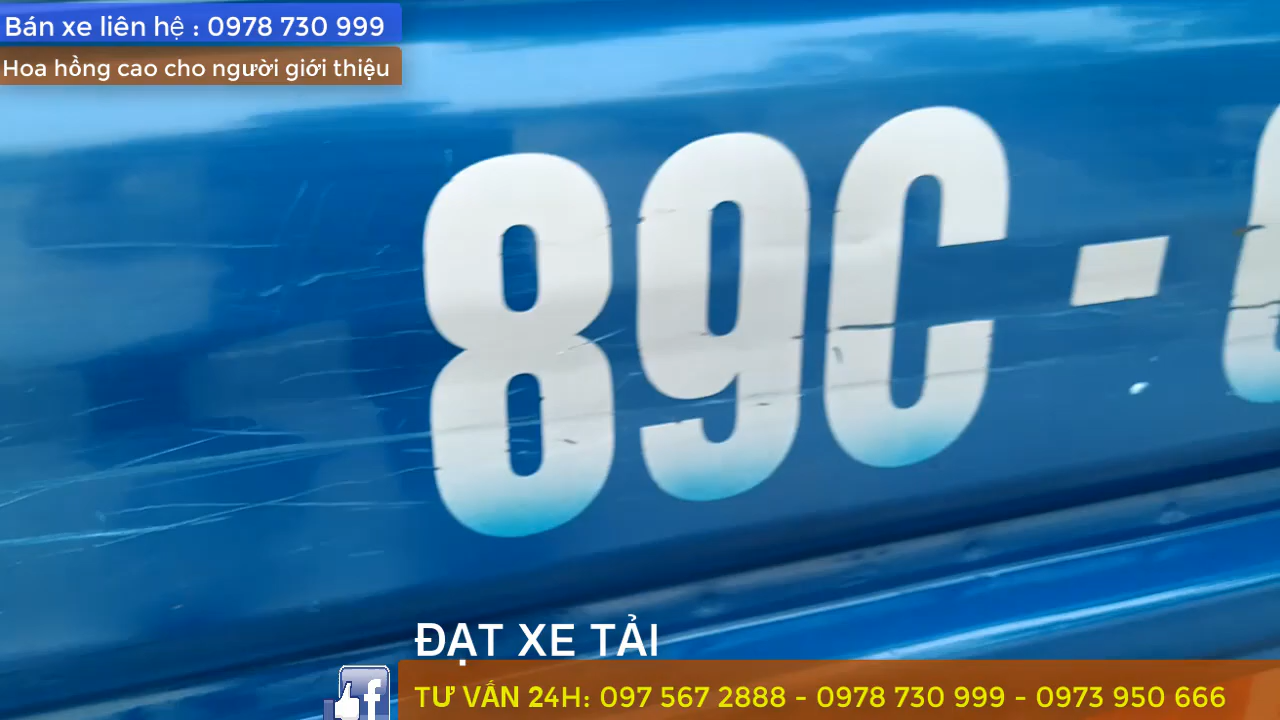 Bán xe liên hệ : 0978 730 999
Hoa hồng cao cho người giới thiệu
89C -
ĐẠT XE TẢI
f
TƯ VẤN 24H: 097 567 2888 - 0978 730 999 - 0973 950 666